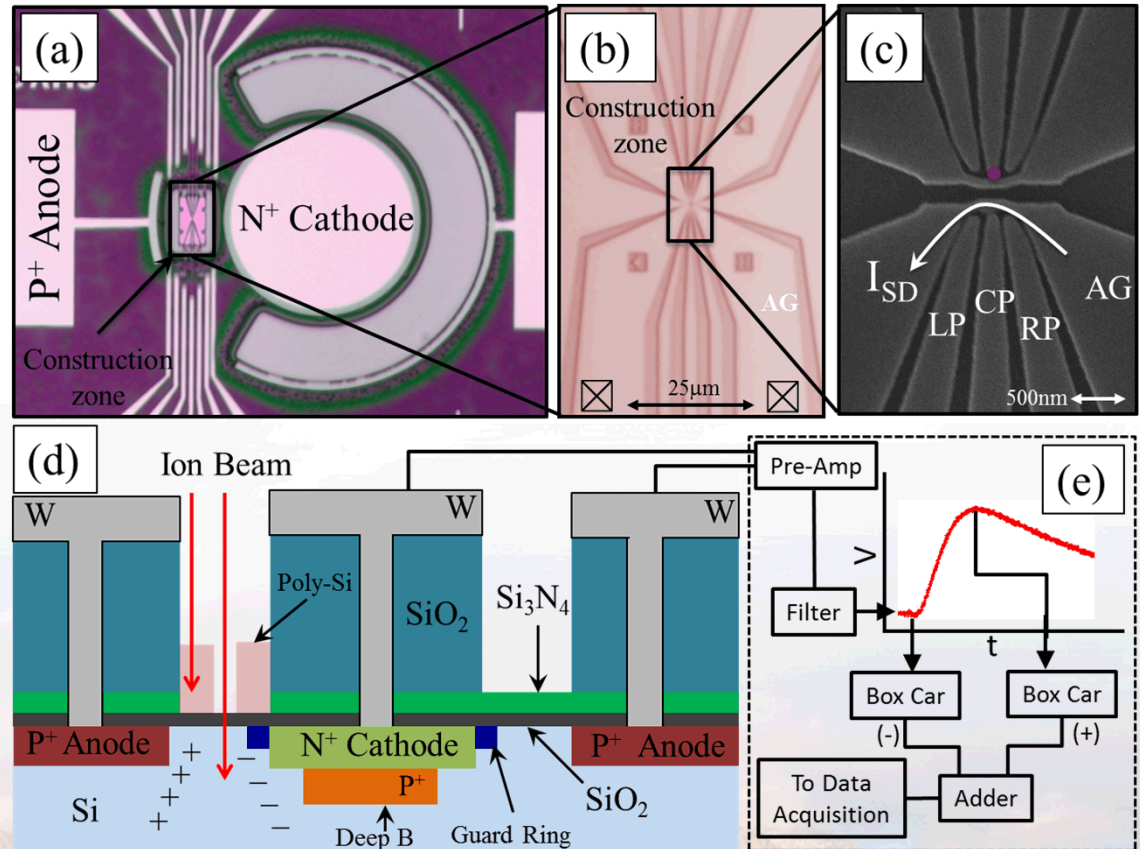 (a)
P⁺ Anode
N⁺ Cathode
Construction
zone
(b)
Construction
zone
AG
25μm
(c)
I_SD
LP
CP
RP
AG
500nm
(d)
Ion Beam
W
W
W
Poly-Si
SiO₂
Si₃N₄
P⁺ Anode
N⁺ Cathode
P⁺ Anode
+
+
+
+
+
−
−
−
−
Si
P⁺
SiO₂
Deep B
Guard Ring
(e)
Pre-Amp
V
Filter
t
Box Car
Box Car
(-)
(+)
To Data
Acquisition
Adder